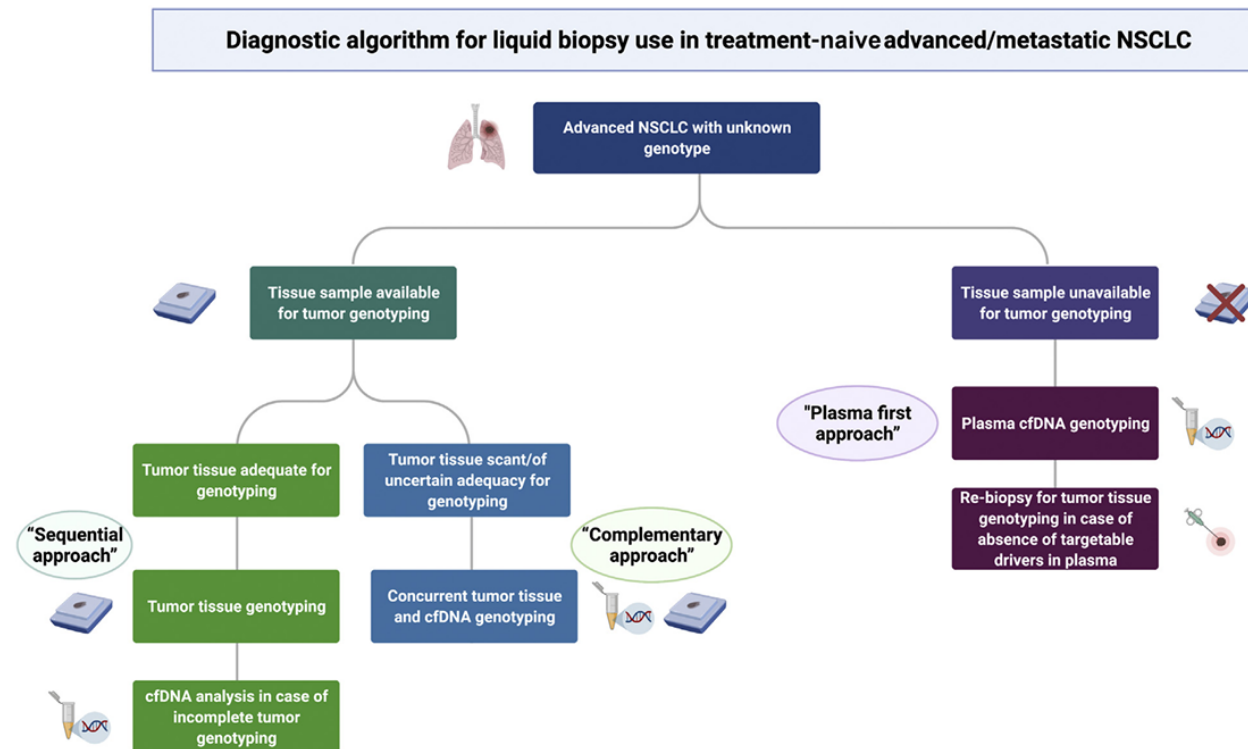 Diagnostic algorithm for liquid biopsy use in treatment-naive advanced/metastatic NSCLC
Advanced NSCLC with unknown
genotype
Tissue sample available
for tumor genotyping
Tissue sample unavailable
for tumor genotyping
"Plasma first
approach”
Plasma cfDNA genotyping
Tumor tissue adequate for
genotyping
Tumor tissue scant/of
uncertain adequacy for
genotyping
Re-biopsy for tumor tissue
genotyping in case of
absence of targetable
drivers in plasma
“Sequential
approach”
“Complementary
approach”
Tumor tissue genotyping
Concurrent tumor tissue
and cfDNA genotyping
cfDNA analysis in case of
incomplete tumor
genotyping